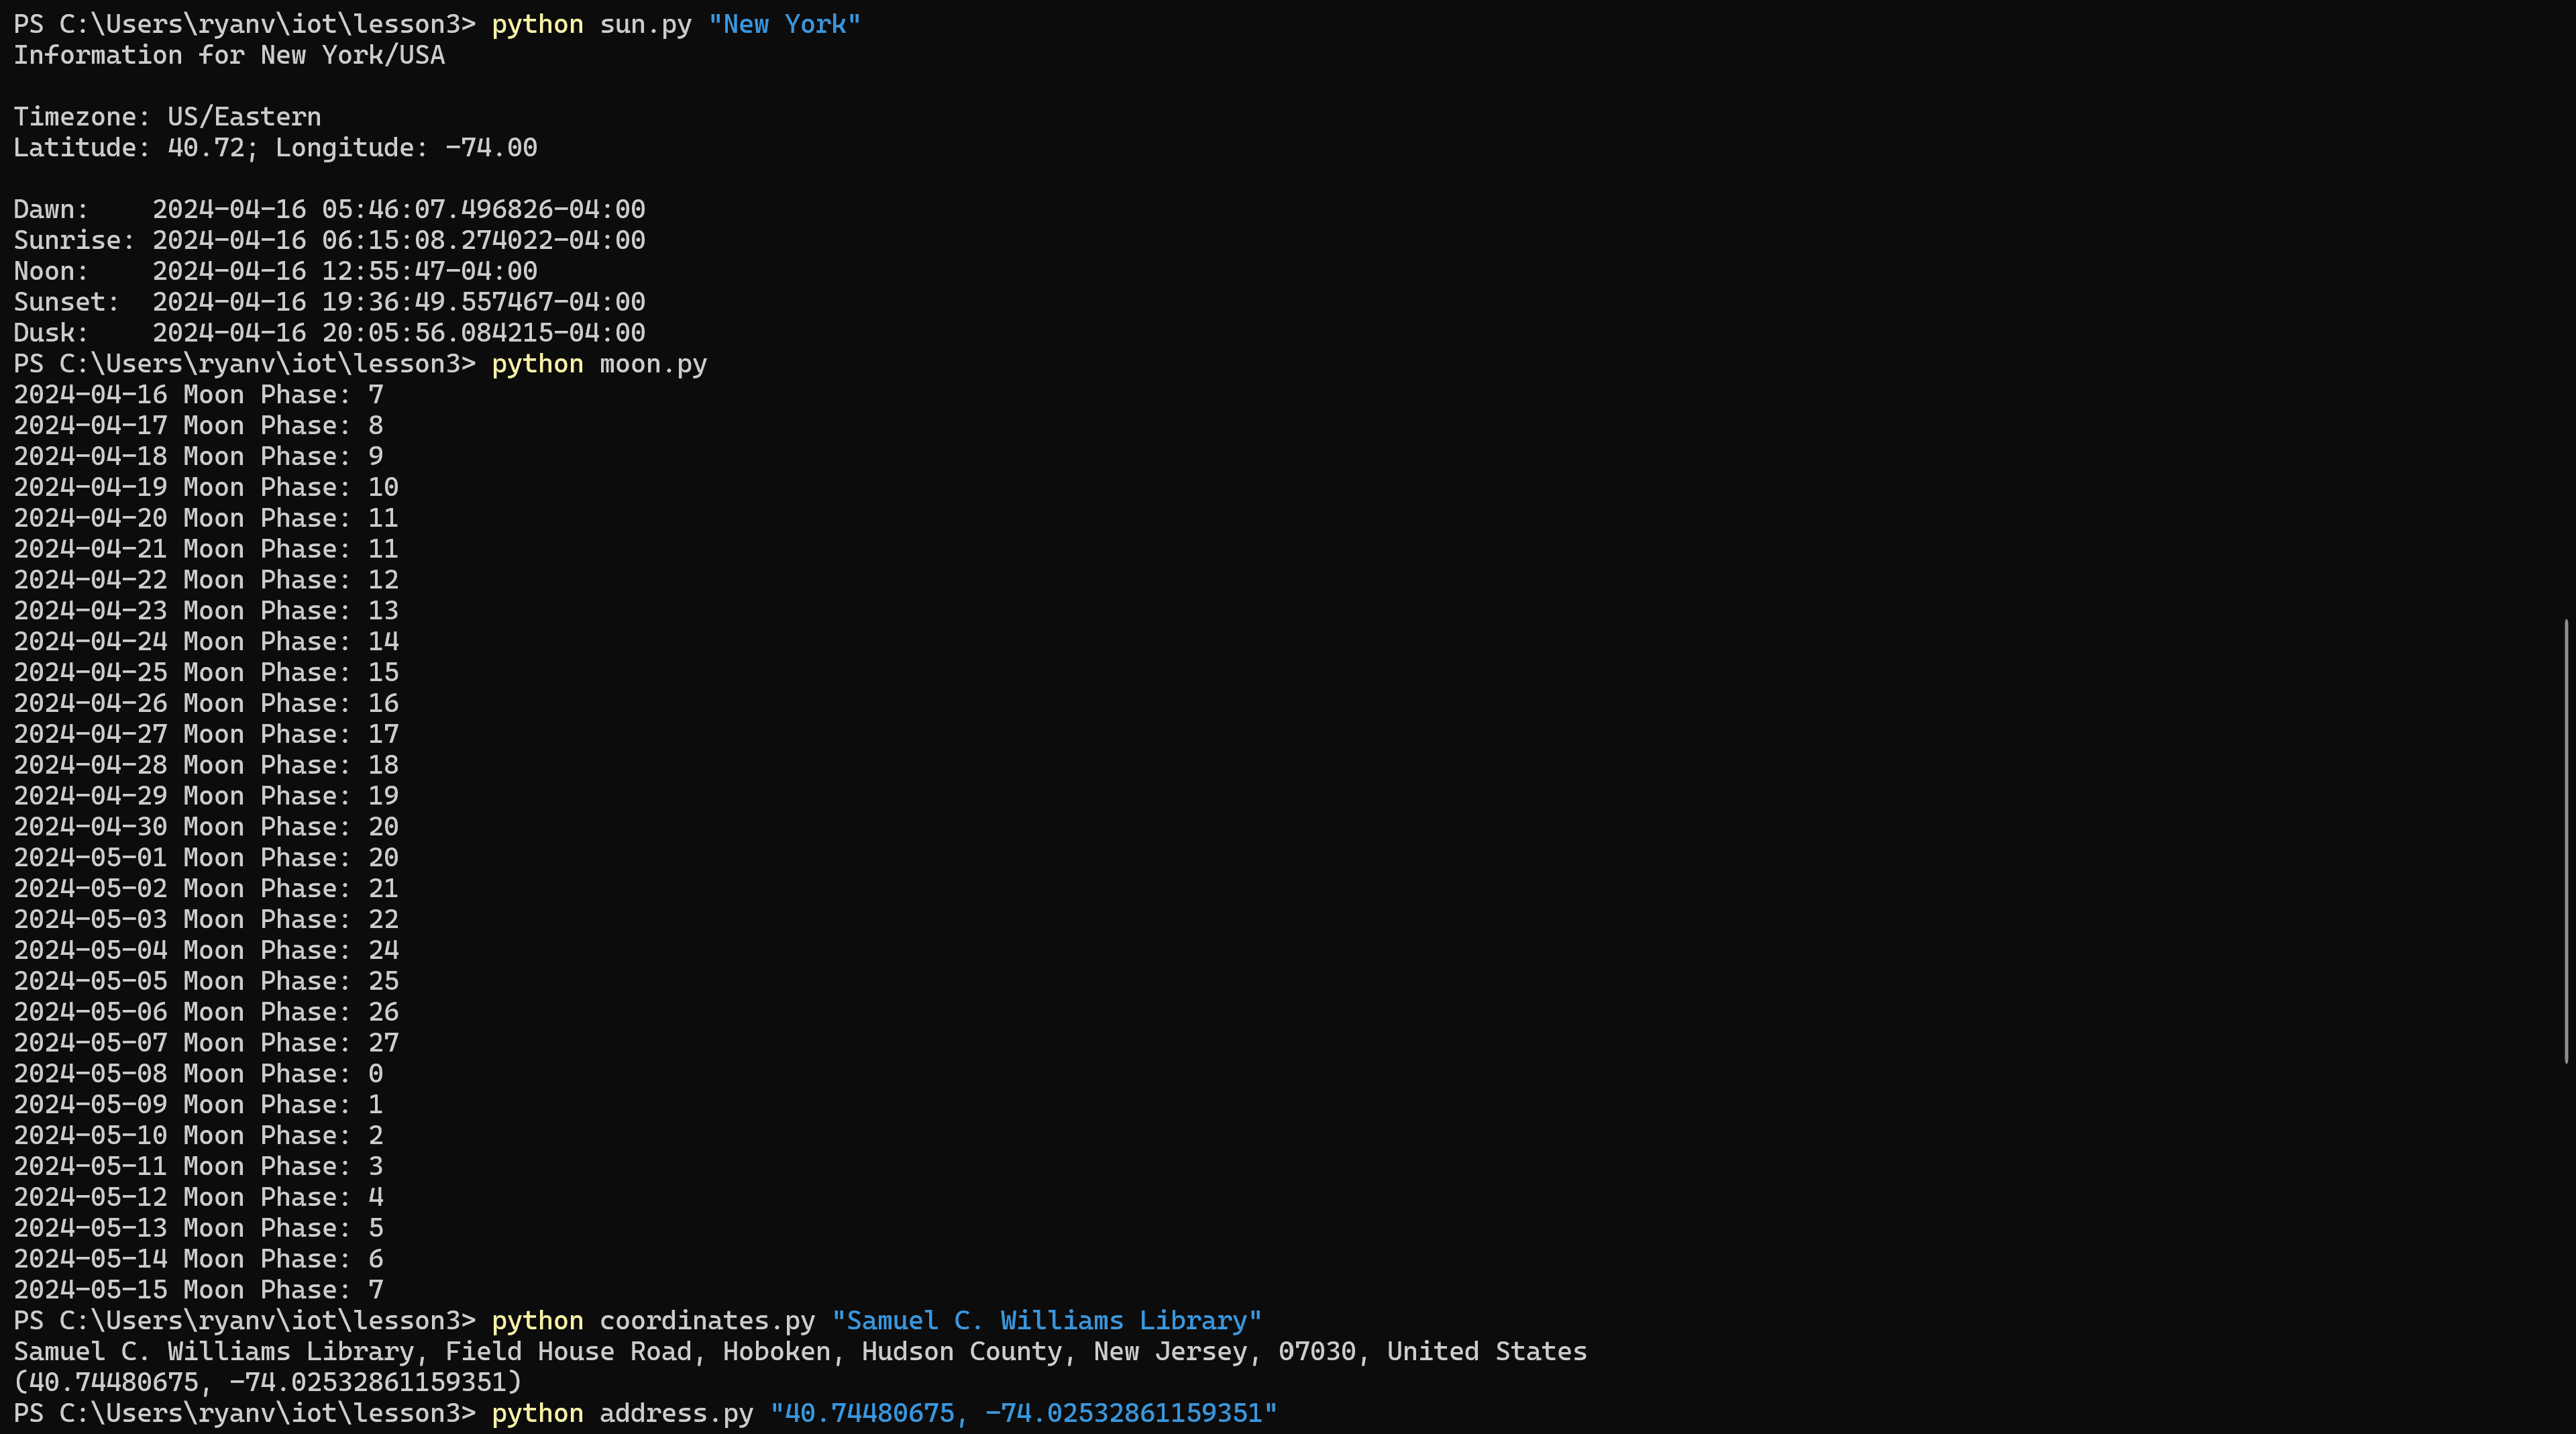 PS C:\Users\ryanv\iot\lesson3> python sun.py "New York"
Information for New York/USA

Timezone: US/Eastern
Latitude: 40.72; Longitude: -74.00

Dawn:    2024-04-16 05:46:07.496826-04:00
Sunrise: 2024-04-16 06:15:08.274022-04:00
Noon:    2024-04-16 12:55:47-04:00
Sunset:  2024-04-16 19:36:49.557467-04:00
Dusk:    2024-04-16 20:05:56.084215-04:00
PS C:\Users\ryanv\iot\lesson3> python moon.py
2024-04-16 Moon Phase: 7
2024-04-17 Moon Phase: 8
2024-04-18 Moon Phase: 9
2024-04-19 Moon Phase: 10
2024-04-20 Moon Phase: 11
2024-04-21 Moon Phase: 11
2024-04-22 Moon Phase: 12
2024-04-23 Moon Phase: 13
2024-04-24 Moon Phase: 14
2024-04-25 Moon Phase: 15
2024-04-26 Moon Phase: 16
2024-04-27 Moon Phase: 17
2024-04-28 Moon Phase: 18
2024-04-29 Moon Phase: 19
2024-04-30 Moon Phase: 20
2024-05-01 Moon Phase: 20
2024-05-02 Moon Phase: 21
2024-05-03 Moon Phase: 22
2024-05-04 Moon Phase: 24
2024-05-05 Moon Phase: 25
2024-05-06 Moon Phase: 26
2024-05-07 Moon Phase: 27
2024-05-08 Moon Phase: 0
2024-05-09 Moon Phase: 1
2024-05-10 Moon Phase: 2
2024-05-11 Moon Phase: 3
2024-05-12 Moon Phase: 4
2024-05-13 Moon Phase: 5
2024-05-14 Moon Phase: 6
2024-05-15 Moon Phase: 7
PS C:\Users\ryanv\iot\lesson3> python coordinates.py "Samuel C. Williams Library"
Samuel C. Williams Library, Field House Road, Hoboken, Hudson County, New Jersey, 07030, United States
(40.74480675, -74.02532861159351)
PS C:\Users\ryanv\iot\lesson3> python address.py "40.74480675, -74.02532861159351"